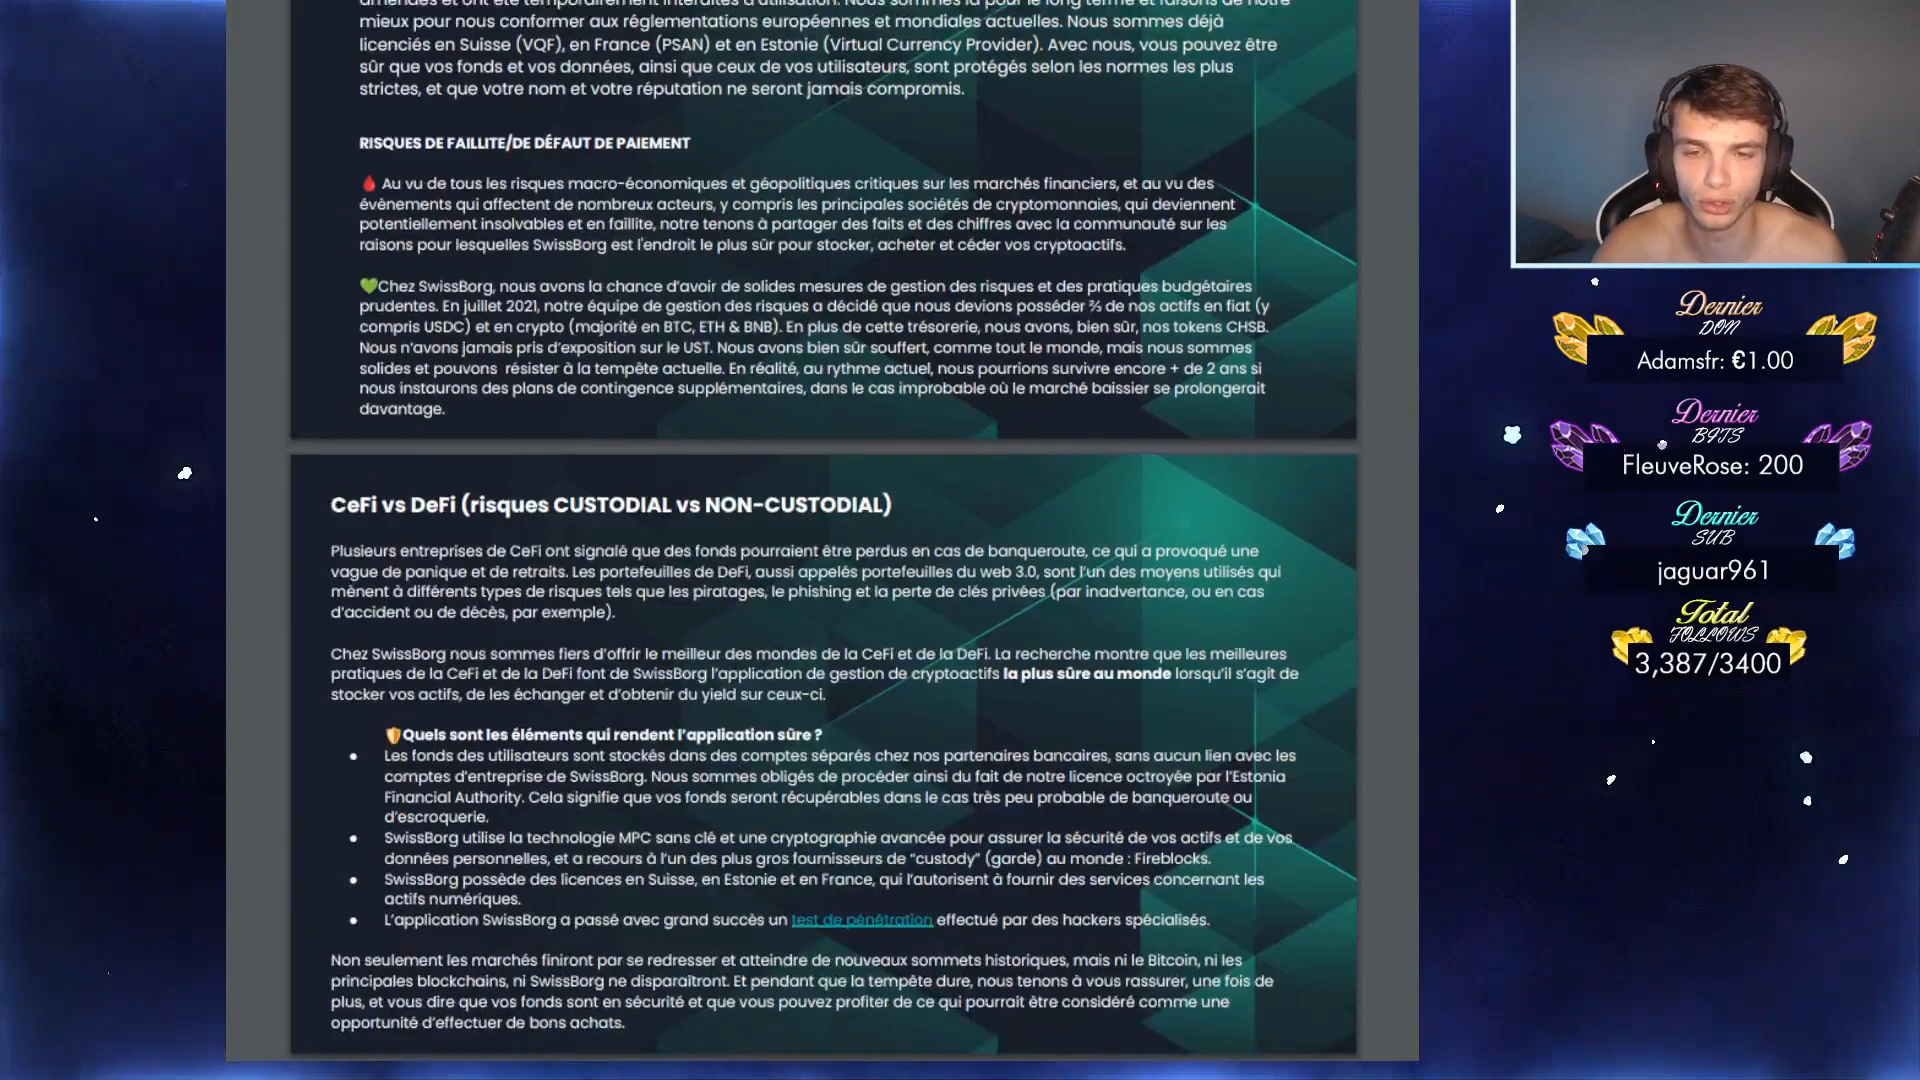 amendes et ont été temporairement interdites d'utilisation. Nous sommes là pour le long terme et faisons de notre
mieux pour nous conformer aux réglementations européennes et mondiales actuelles. Nous sommes déjà
licenciés en Suisse (VQF), en France (PSAN) et en Estonie (Virtual Currency Provider). Avec nous, vous pouvez être
sûr que vos fonds et vos données, ainsi que ceux de vos utilisateurs, sont protégés selon les normes les plus
strictes, et que votre nom et votre réputation ne seront jamais compromis.
RISQUES DE FAILLITE/DE DÉFAUT DE PAIEMENT
🩸 Au vu de tous les risques macro-économiques et géopolitiques critiques sur les marchés financiers, et au vu des
évènements qui affectent de nombreux acteurs, y compris les principales sociétés de cryptomonnaies, qui deviennent
potentiellement insolvables et en faillite, notre tenons à partager des faits et des chiffres avec la communauté sur les
raisons pour lesquelles SwissBorg est l'endroit le plus sûr pour stocker, acheter et céder vos cryptoactifs.
💚Chez SwissBorg, nous avons la chance d'avoir de solides mesures de gestion des risques et des pratiques budgétaires
prudentes. En juillet 2021, notre équipe de gestion des risques a décidé que nous devions posséder ⅔ de nos actifs en fiat (y
compris USDC) et en crypto (majorité en BTC, ETH & BNB). En plus de cette trésorerie, nous avons, bien sûr, nos tokens CHSB.
Nous n'avons jamais pris d'exposition sur le UST. Nous avons bien sûr souffert, comme tout le monde, mais nous sommes
solides et pouvons résister à la tempête actuelle. En réalité, au rythme actuel, nous pourrions survivre encore + de 2 ans si
nous instaurons des plans de contingence supplémentaires, dans le cas improbable où le marché baissier se prolongerait
davantage.
CeFi vs DeFi (risques CUSTODIAL vs NON-CUSTODIAL)
Plusieurs entreprises de CeFi ont signalé que des fonds pourraient être perdus en cas de banqueroute, ce qui a provoqué une
vague de panique et de retraits. Les portefeuilles de DeFi, aussi appelés portefeuilles du web 3.0, sont l'un des moyens utilisés qui
mènent à différents types de risques tels que les piratages, le phishing et la perte de clés privées (par inadvertance, ou en cas
d'accident ou de décès, par exemple).
Chez SwissBorg nous sommes fiers d'offrir le meilleur des mondes de la CeFi et de la DeFi. La recherche montre que les meilleures
pratiques de la CeFi et de la DeFi font de SwissBorg l'application de gestion de cryptoactifs la plus sûre au monde lorsqu'il s'agit de
stocker vos actifs, de les échanger et d'obtenir du yield sur ceux-ci.
🛡️Quels sont les éléments qui rendent l'application sûre ?
● Les fonds des utilisateurs sont stockés dans des comptes séparés chez nos partenaires bancaires, sans aucun lien avec les
comptes d'entreprise de SwissBorg. Nous sommes obligés de procéder ainsi du fait de notre licence octroyée par l'Estonia
Financial Authority. Cela signifie que vos fonds seront récupérables dans le cas très peu probable de banqueroute ou
d'escroquerie.
● SwissBorg utilise la technologie MPC sans clé et une cryptographie avancée pour assurer la sécurité de vos actifs et de vos
données personnelles, et a recours à l'un des plus gros fournisseurs de "custody" (garde) au monde : Fireblocks.
● SwissBorg possède des licences en Suisse, en Estonie et en France, qui l'autorisent à fournir des services concernant les
actifs numériques.
● L'application SwissBorg a passé avec grand succès un test de pénétration effectué par des hackers spécialisés.
Non seulement les marchés finiront par se redresser et atteindre de nouveaux sommets historiques, mais ni le Bitcoin, ni les
principales blockchains, ni SwissBorg ne disparaîtront. Et pendant que la tempête dure, nous tenons à vous rassurer, une fois de
plus, et vous dire que vos fonds sont en sécurité et que vous pouvez profiter de ce qui pourrait être considéré comme une
opportunité d'effectuer de bons achats.
Dernier
DON
Adamsfr: €1.00
Dernier
BITS
FleuveRose: 200
Dernier
SUB
jaguar961
Total
FOLLOWS
3,387/3400